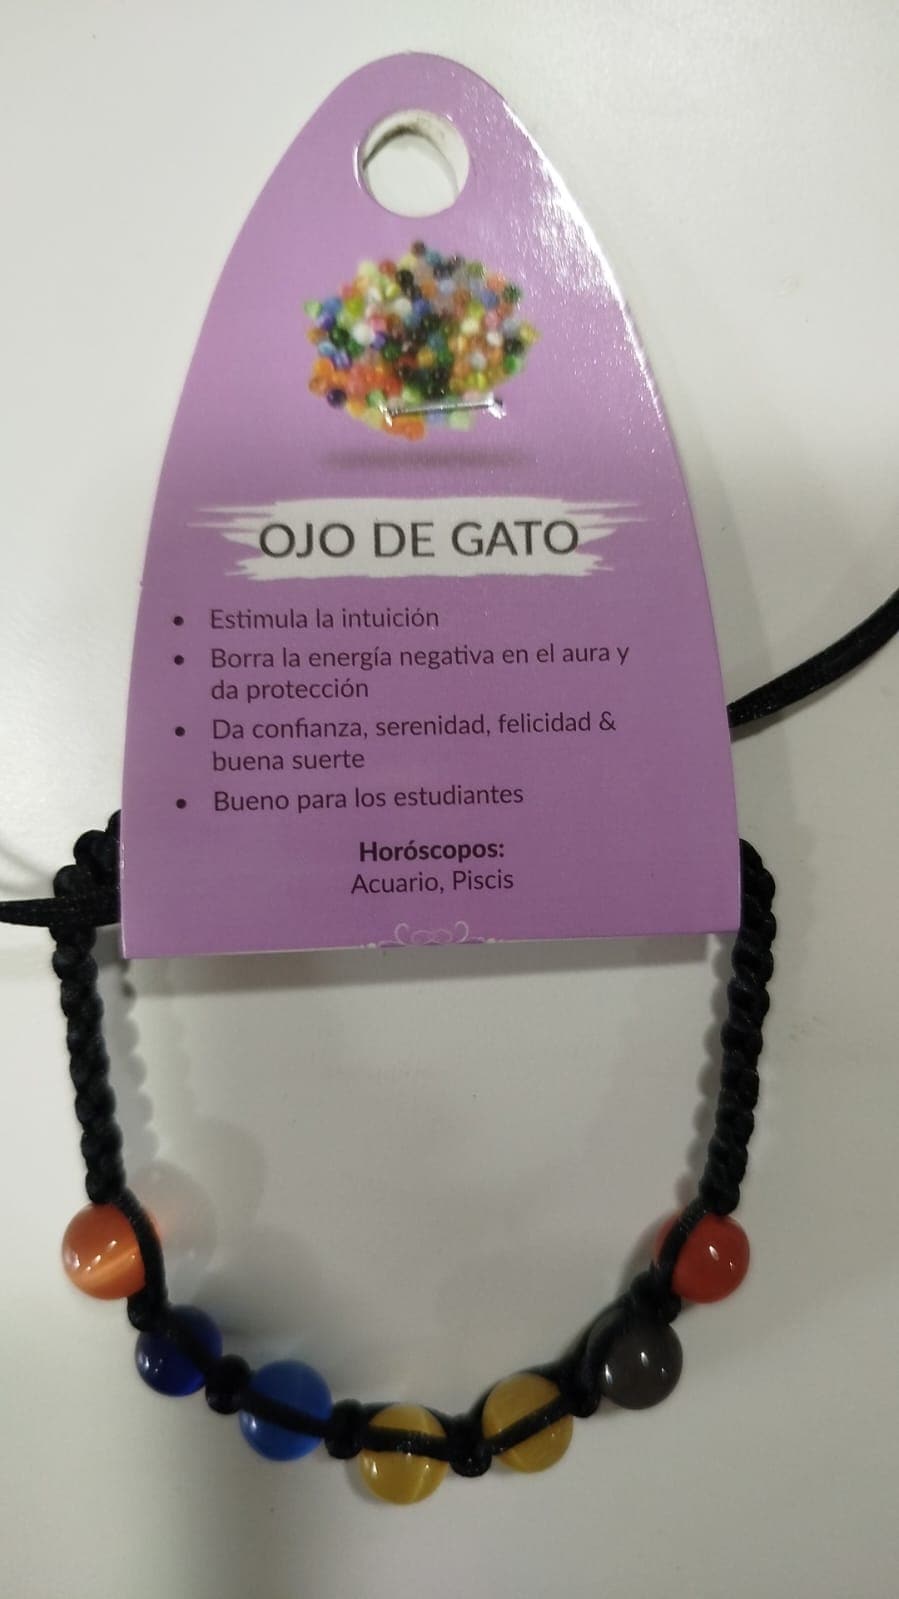 OJO DE GATO
• Estimula la intuición
• Borra la energía negativa en el aura y
da protección
• Da confianza, serenidad, felicidad &
buena suerte
• Bueno para los estudiantes
Horóscopos:
Acuario, Piscis